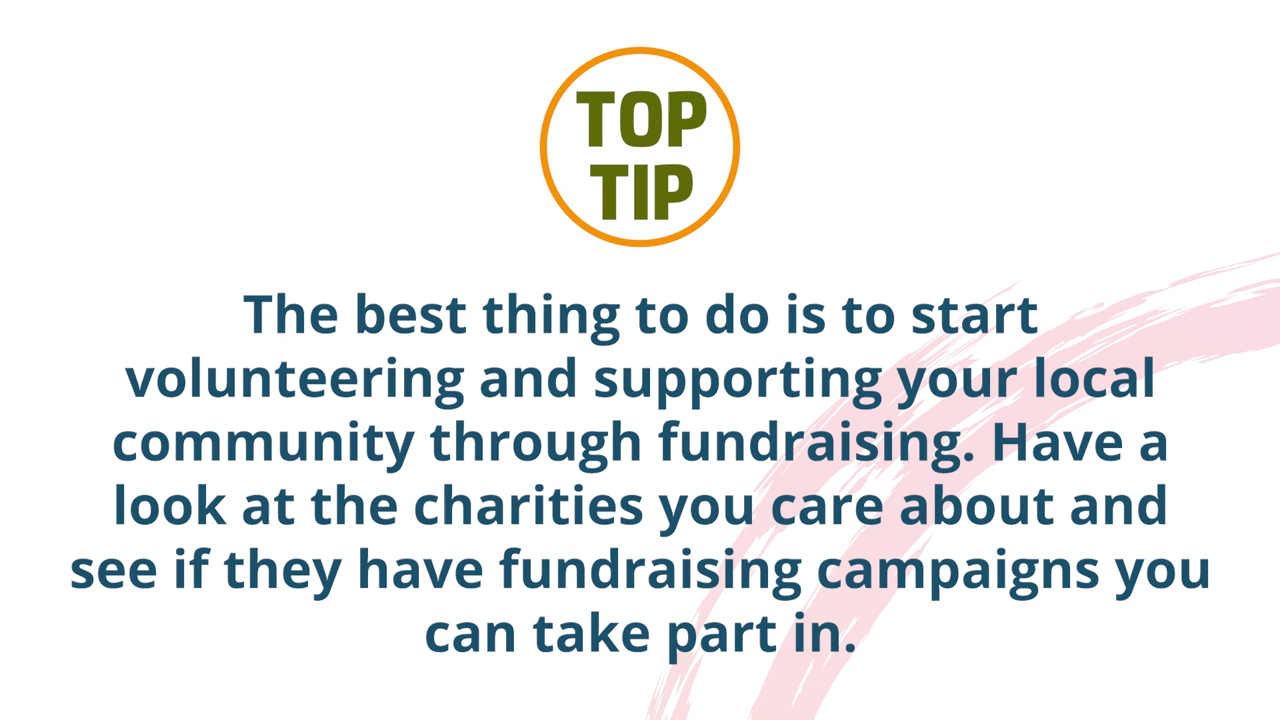 TOP
TIP
The best thing to do is to start
volunteering and supporting your local
community through fundraising. Have a
look at the charities you care about and
see if they have fundraising campaigns you
can take part in.